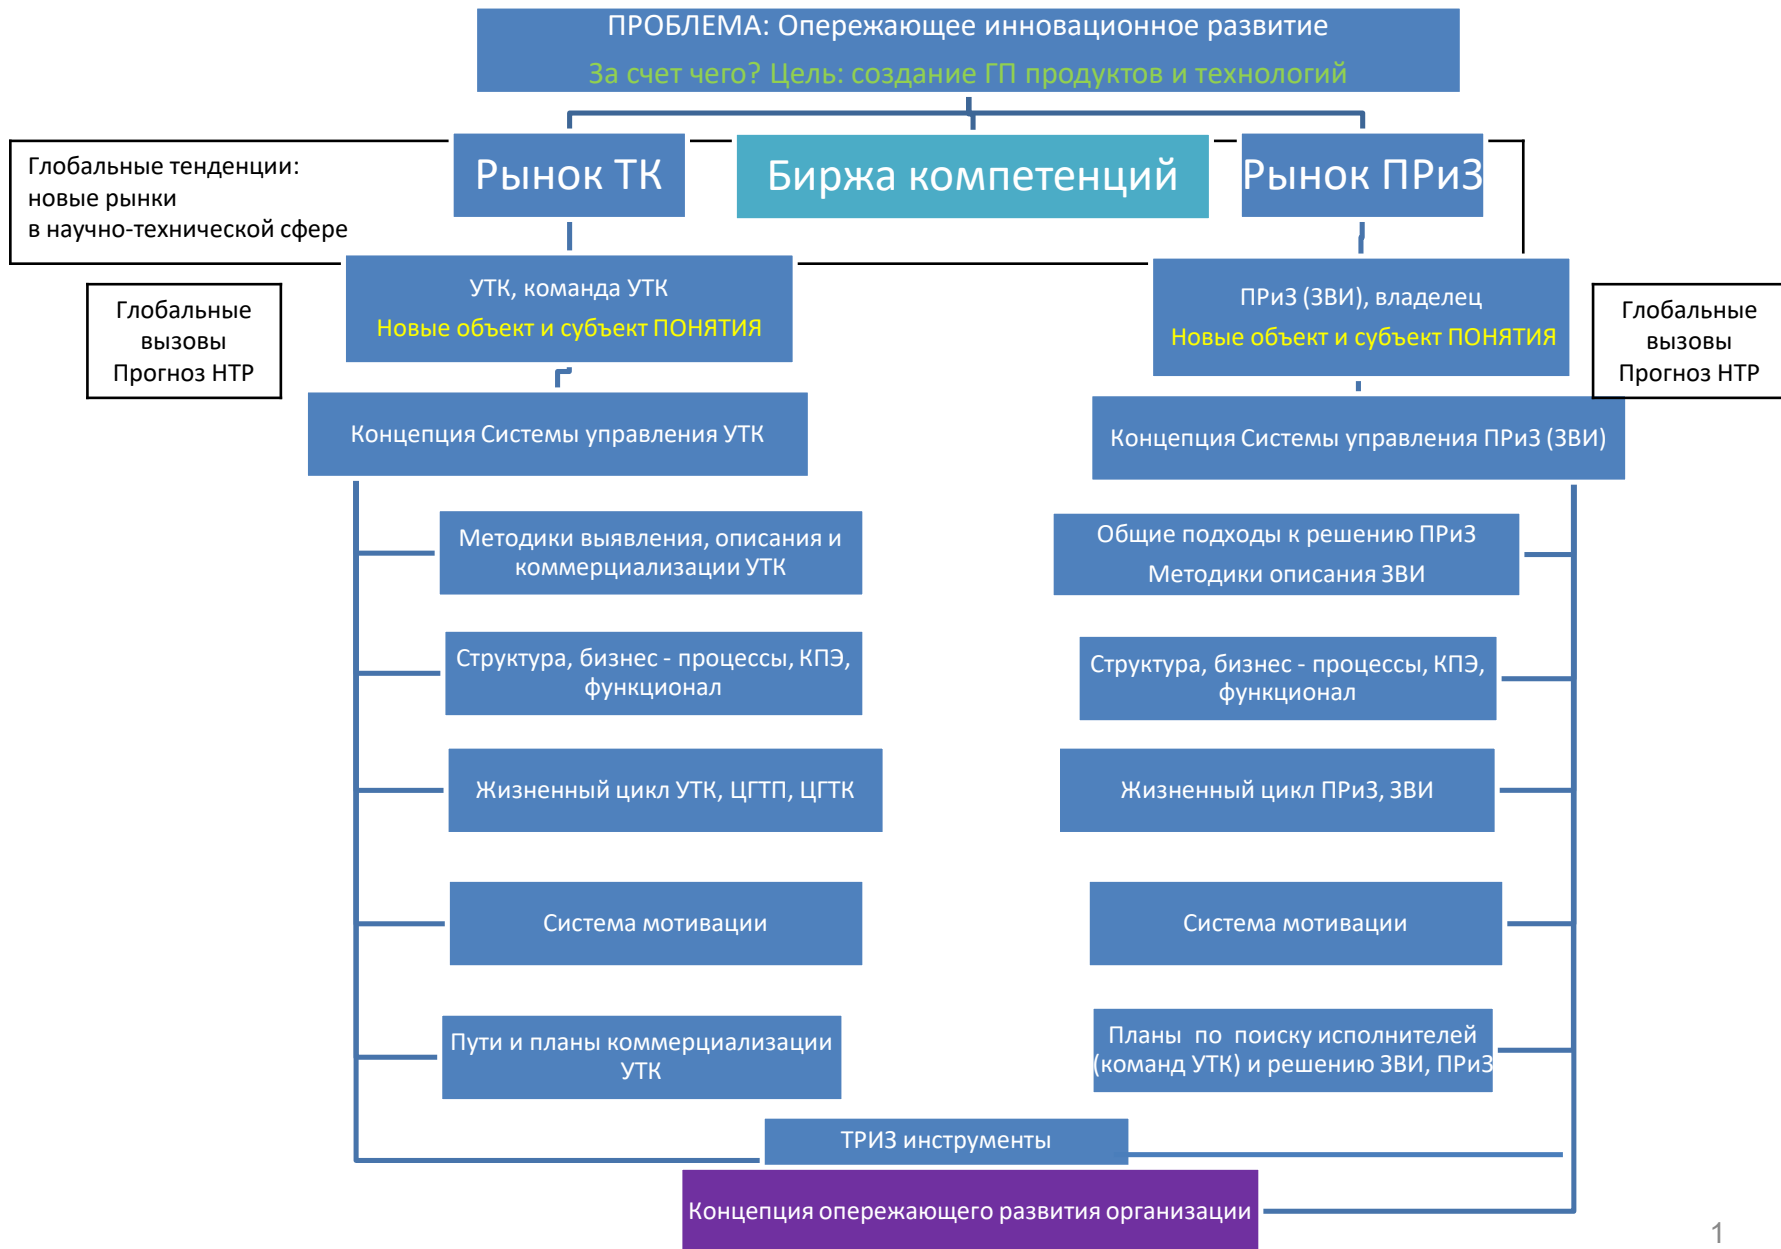 ПРОБЛЕМА: Опережающее инновационное развитие
За счет чего? Цель: создание ГП продуктов и технологий
Глобальные тенденции:
новые рынки
в научно-технической сфере
Рынок ТК
Биржа компетенций
Рынок ПРиЗ
Глобальные
вызовы
Прогноз НТР
УТК, команда УТК
Новые объект и субъект ПОНЯТИЯ
ПРиЗ (ЗВИ), владелец
Новые объект и субъект ПОНЯТИЯ
Глобальные
вызовы
Прогноз НТР
Концепция Системы управления УТК
Концепция Системы управления ПРиЗ (ЗВИ)
Методики выявления, описания и
коммерциализации УТК
Общие подходы к решению ПРиЗ
Методики описания ЗВИ
Структура, бизнес - процессы, КПЭ,
функционал
Структура, бизнес - процессы, КПЭ,
функционал
Жизненный цикл УТК, ЦГТП, ЦГТК
Жизненный цикл ПРиЗ, ЗВИ
Система мотивации
Система мотивации
Пути и планы коммерциализации
УТК
Планы по поиску исполнителей
(команд УТК) и решению ЗВИ, ПРиЗ
ТРИЗ инструменты
Концепция опережающего развития организации
1